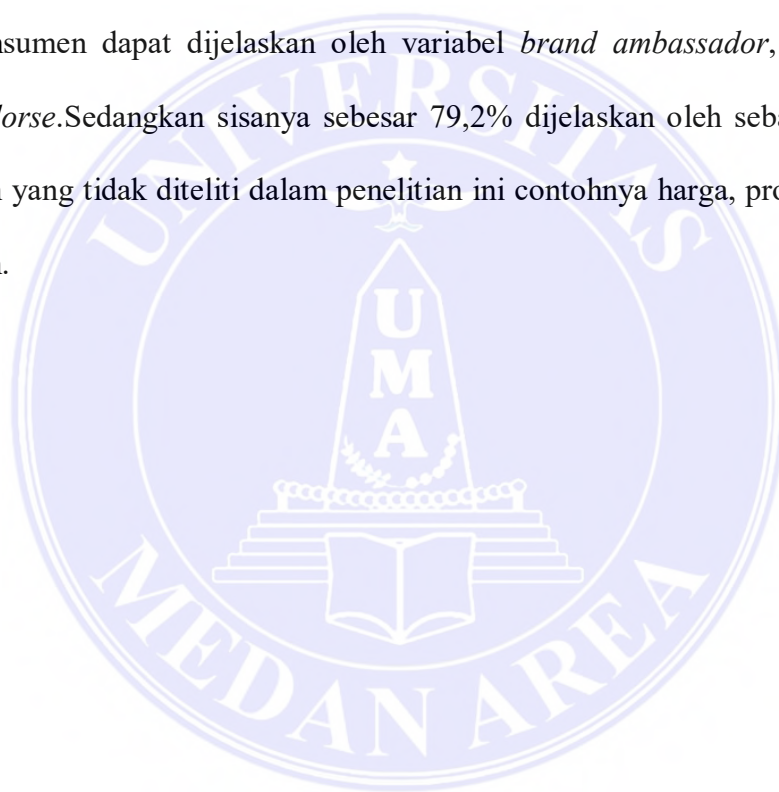 nsumen dapat dijelaskan oleh variabel brand ambassador,
dorse.Sedangkan sisanya sebesar 79,2% dijelaskan oleh seba
n yang tidak diteliti dalam penelitian ini contohnya harga, pro
.
UNIVERSITAS
UMA
MEDAN AREA